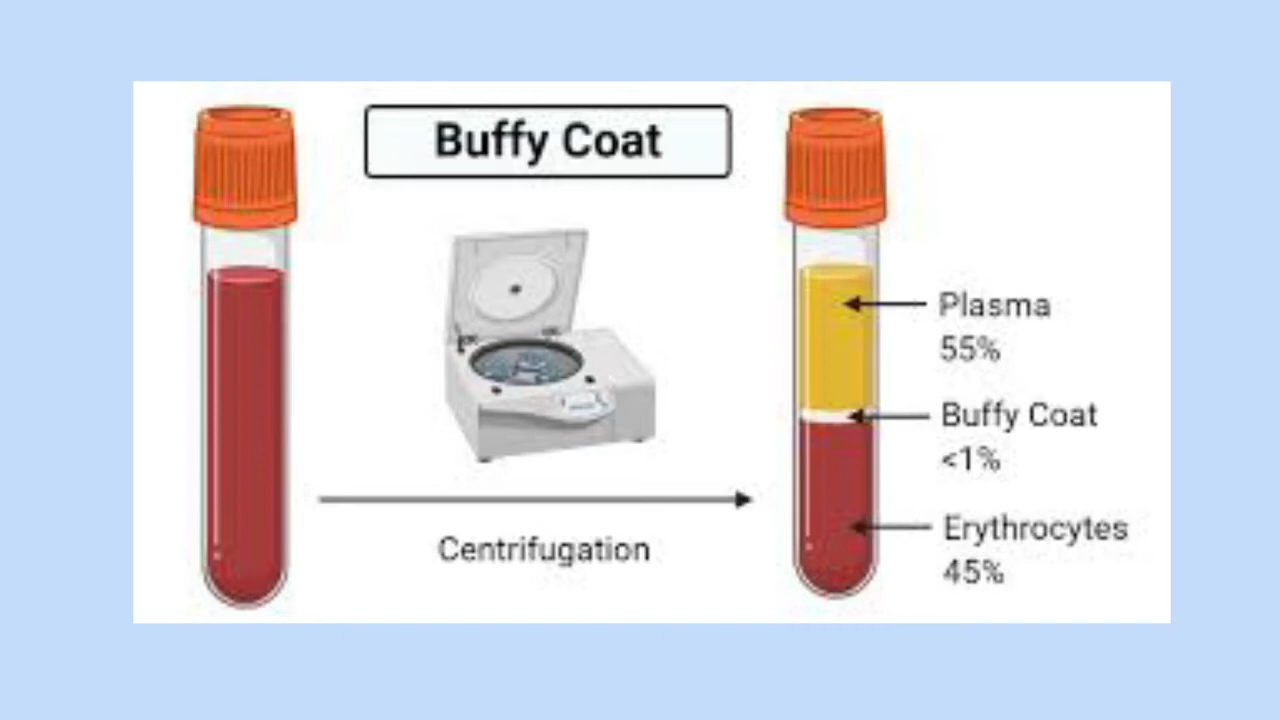 Buffy Coat
Plasma
55%
Buffy Coat
<1%
Erythrocytes
45%
Centrifugation